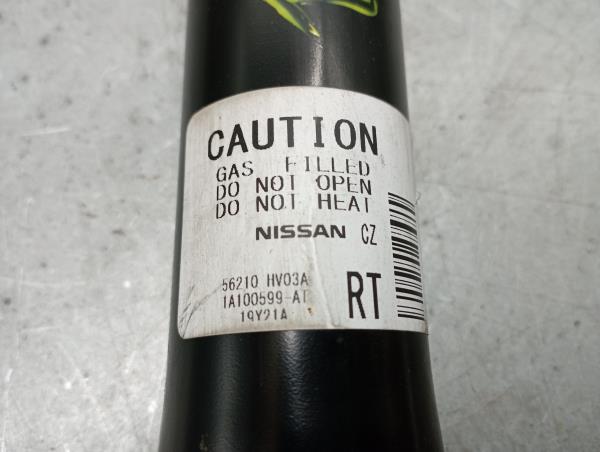 CAUTION
GAS FILLED
DO NOT OPEN
DO NOT HEAT
NISSAN CZ
56210 HV03A
1A100599-AT
19Y21A
RT